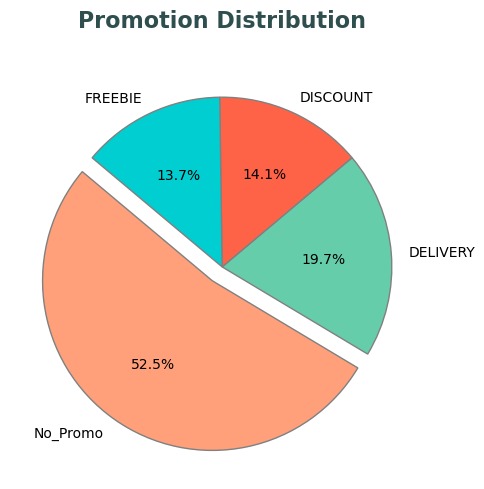 Promotion Distribution
FREEBIE
DISCOUNT
13.7%
14.1%
DELIVERY
19.7%
52.5%
No_Promo